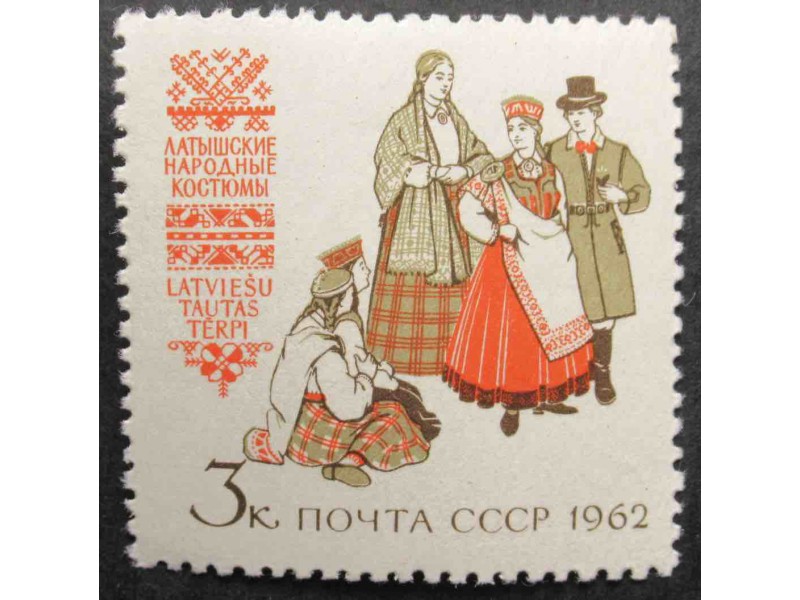 ЛАТЫШСКИЕ
НАРОДНЫЕ
КОСТЮМЫ
LATVIEŠU
TAUTAS
TĒRPI
3к ПОЧТА СССР 1962